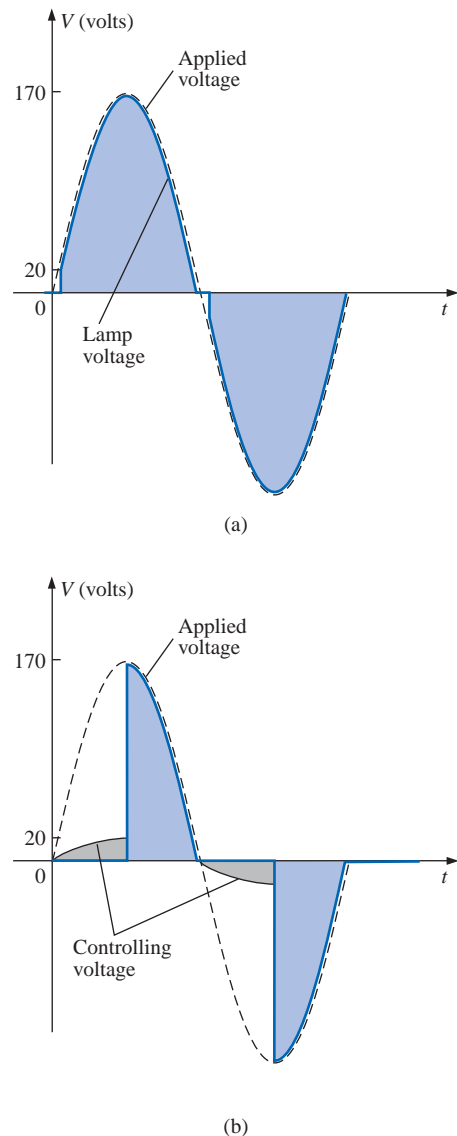 V (volts)
170
Applied
voltage
20
0
t
Lamp
voltage
(a)
V (volts)
170
Applied
voltage
20
0
t
Controlling
voltage
(b)